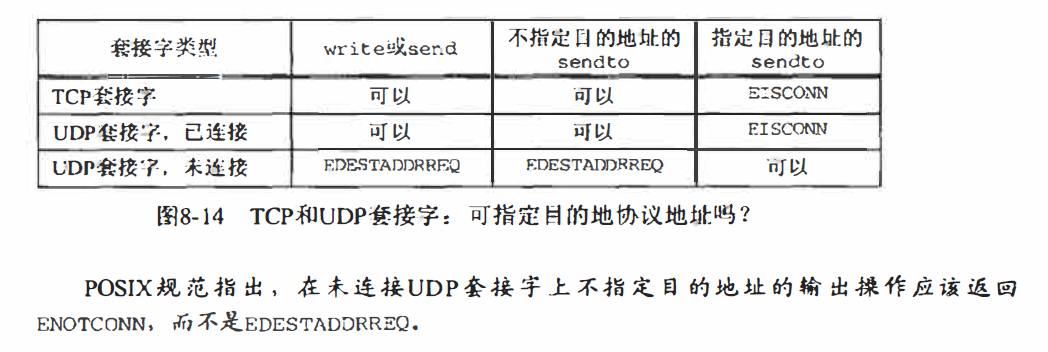 套接字类型 write或send 不指定目的地址的sendto 指定目的地址的sendto
TCP套接字 可以 可以 EISCONN
UDP套接字，已连接 可以 可以 EISCONN
UDP套接字，未连接 EDESTADDRREQ EDESTADDRREQ 可以
图8-14 TCP和UDP套接字：可指定目的地协议地址吗？
POSIX规范指出，在未连接UDP套接字上不指定目的地址的输出操作应该返回
ENOTCONN，而不是EDESTADDRREQ。